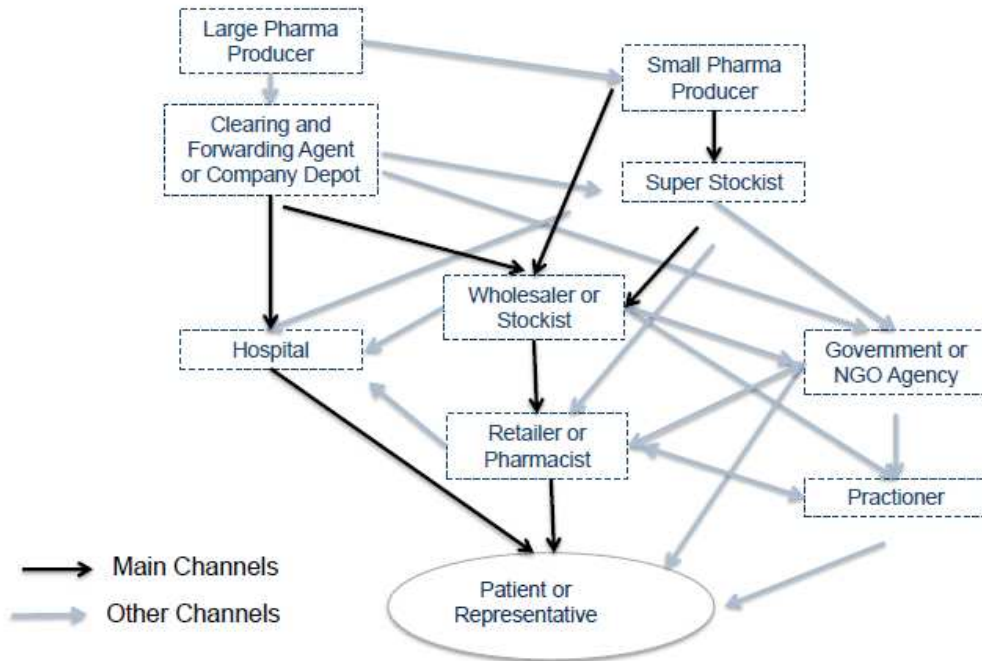 Large Pharma
Producer
Small Pharma
Producer
Clearing and
Forwarding Agent
or Company Depot
Super Stockist
Wholesaler or
Stockist
Hospital
Government or
NGO Agency
Retailer or
Pharmacist
Practioner
Main Channels
Other Channels
Patient or
Representative